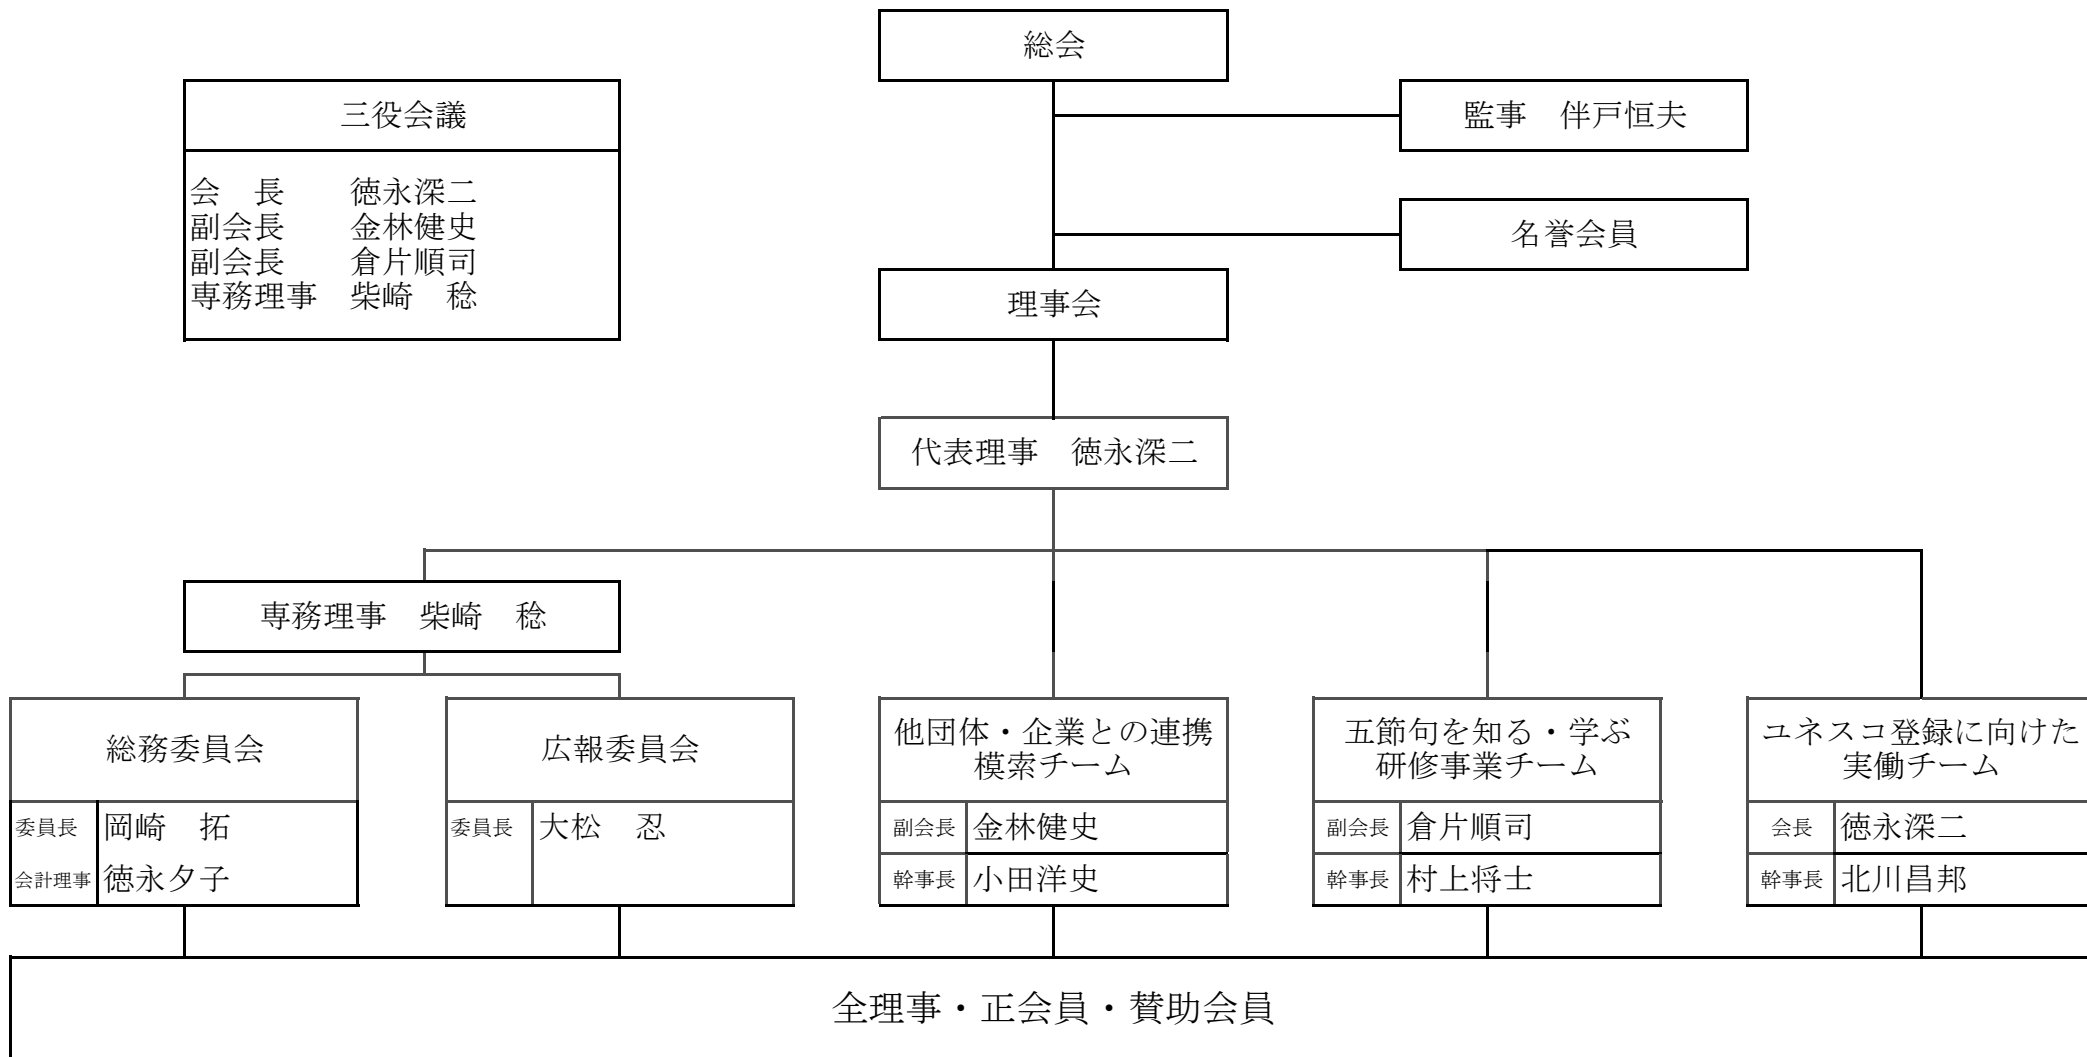 総会
三役会議
監事　伴戸恒夫
会　長　　徳永深二
副会長　　金林健史
副会長　　倉片順司
専務理事　柴崎　稔
名誉会員
理事会
代表理事　徳永深二
専務理事　柴崎　稔
総務委員会
委員長 岡崎　拓
会計理事 徳永夕子
広報委員会
委員長 大松　忍
他団体・企業との連携
模索チーム
副会長 金林健史
幹事長 小田洋史
五節句を知る・学ぶ
研修事業チーム
副会長 倉片順司
幹事長 村上将士
ユネスコ登録に向けた
実働チーム
会長 徳永深二
幹事長 北川昌邦
全理事・正会員・賛助会員